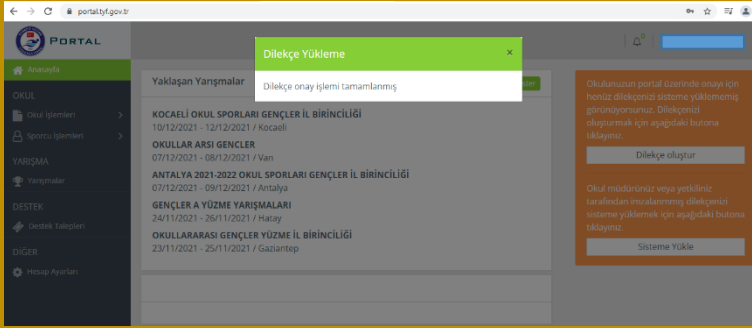 portal.tyf.gov.tr
PORTAL
Anasayfa
OKUL
Okul İşlemleri
Sporcu İşlemleri
YARIŞMA
Yarışmalar
DESTEK
Destek Talepleri
DİĞER
Hesap Ayarları
Dilekçe Yükleme ×
Dilekçe onay işlemi tamamlanmış
Yaklaşan Yarışmalar
KOCAELİ OKUL SPORLARI GENÇLER İL BİRİNCİLİĞİ
10/12/2021 - 12/12/2021 / Kocaeli
OKULLAR ARSI GENCLER
07/12/2021 - 08/12/2021 / Van
ANTALYA 2021-2022 OKUL SPORLARI GENÇLER İL BİRİNCİLİĞİ
07/12/2021 - 09/12/2021 / Antalya
GENÇLER A YÜZME YARIŞMALARI
24/11/2021 - 26/11/2021 / Hatay
OKULLARARASI GENÇLER YÜZME İL BİRİNCİLİĞİ
23/11/2021 - 25/11/2021 / Gaziantep
Okulunuzun portal üzerinde onayı için
henüz dilekçenizi sisteme yüklememiş
görünüyorsunuz. Dilekçenizi
oluşturmak için aşağıdaki butona
tıklayınız.
Dilekçe oluştur
Okul müdürünüz veya yetkiliniz
tarafından imzalanmmış dilekçenizi
sisteme yüklemek için aşağıdaki butona
tıklayınız.
Sisteme Yükle